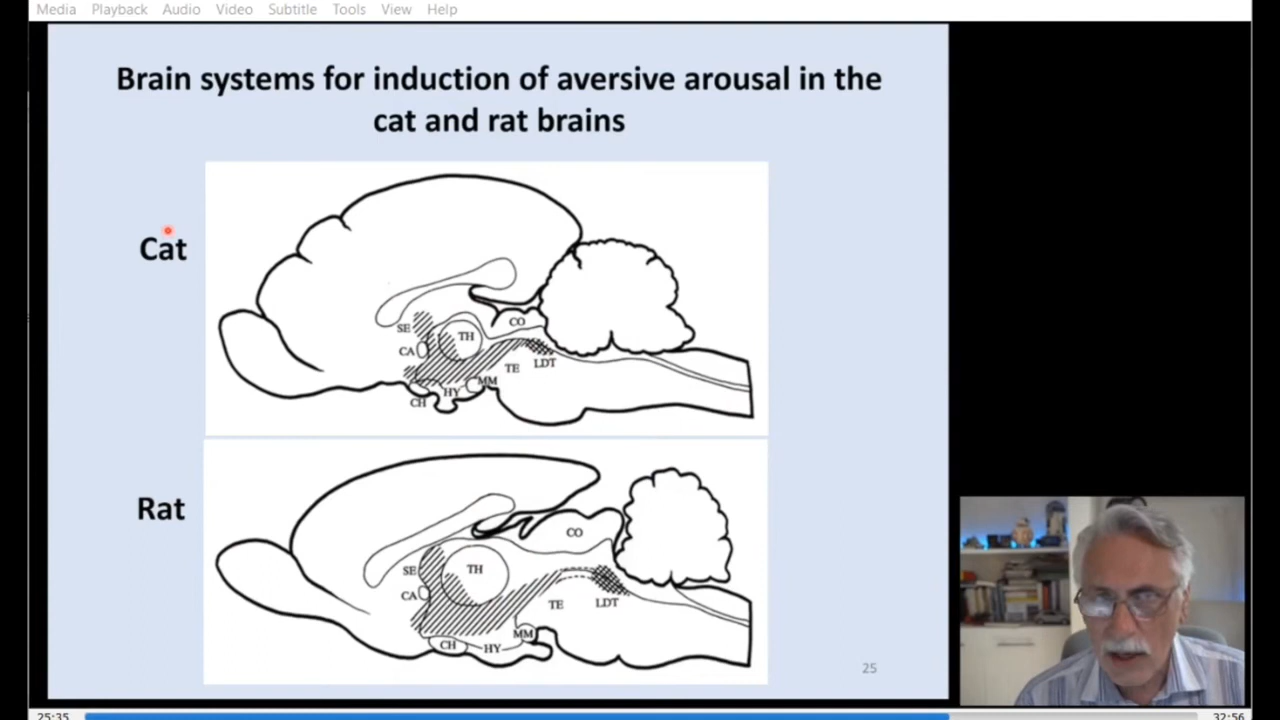 Media Playback Audio Video Subtitle Tools View Help
Brain systems for induction of aversive arousal in the
cat and rat brains
Cat
SE
TH
CO
CA
TE
LDT
MM
HY
CH
Rat
CO
SE
TH
CA
TE
LDT
MM
CH
HY
25
25:35
32:56